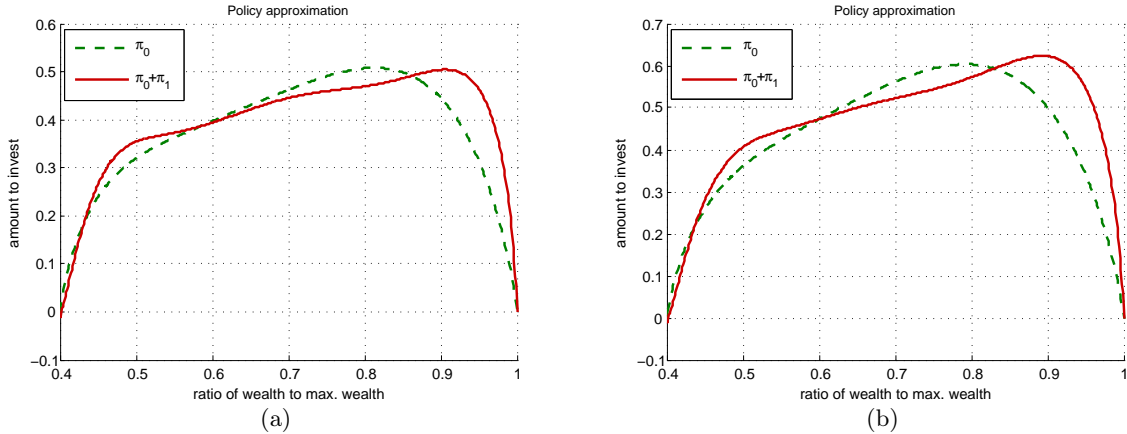 Policy approximation
0.6
0.5
0.4
0.3
0.2
0.1
0
−0.1
0.4 0.5 0.6 0.7 0.8 0.9 1
amount to invest
ratio of wealth to max. wealth
π0
π0+π1
(a)
Policy approximation
0.7
0.6
0.5
0.4
0.3
0.2
0.1
0
−0.1
0.4 0.5 0.6 0.7 0.8 0.9 1
amount to invest
ratio of wealth to max. wealth
π0
π0+π1
(b)